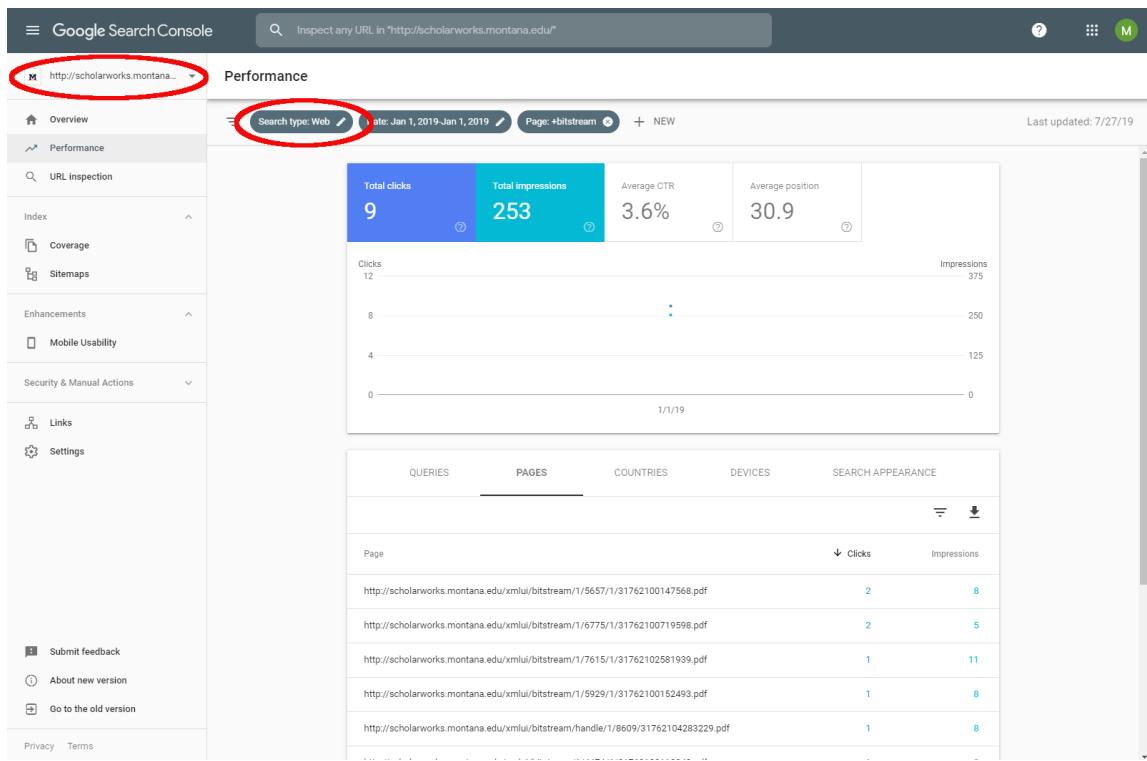 Google Search Console
Inspect any URL in "http://scholarworks.montana.edu/"
M
M http://scholarworks.montana...
Performance
Overview
Performance
URL inspection
Index
Coverage
Sitemaps
Enhancements
Mobile Usability
Security & Manual Actions
Links
Settings
Submit feedback
About new version
Go to the old version
Privacy Terms
Search type: Web Date: Jan 1, 2019-Jan 1, 2019 Page: +bitstream + NEW Last updated: 7/27/19
Total clicks Total impressions Average CTR Average position
9 253 3.6% 30.9
Clicks Impressions
12 375
8 250
4 125
0 0
1/1/19
QUERIES PAGES COUNTRIES DEVICES SEARCH APPEARANCE
Page Clicks Impressions
http://scholarworks.montana.edu/xmlui/bitstream/1/5657/1/31762100147568.pdf 2 8
http://scholarworks.montana.edu/xmlui/bitstream/1/6775/1/31762100719598.pdf 2 5
http://scholarworks.montana.edu/xmlui/bitstream/1/7615/1/31762102581939.pdf 1 11
http://scholarworks.montana.edu/xmlui/bitstream/1/5929/1/31762100152493.pdf 1 8
http://scholarworks.montana.edu/xmlui/bitstream/handle/1/8609/31762104283229.pdf 1 8